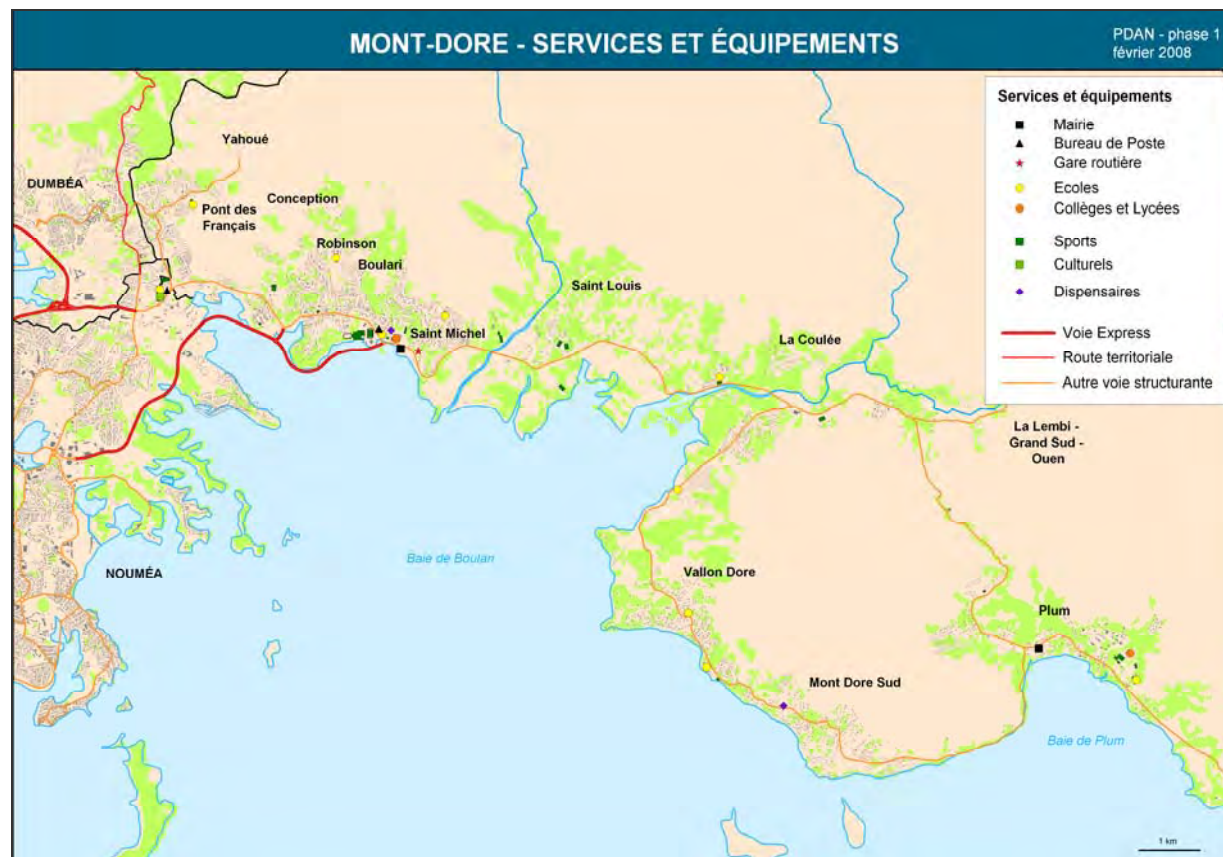 MONT-DORE - SERVICES ET ÉQUIPEMENTS
PDAN - phase 1
février 2008
Services et équipements
Mairie
Bureau de Poste
Gare routière
Ecoles
Collèges et Lycées
Sports
Culturels
Dispensaires
Voie Express
Route territoriale
Autre voie structurante
Yahoué
DUMBÉA
Conception
Pont des
Français
Robinson
Boulari
Saint Louis
Saint Michel
La Coulée
La Lembi -
Grand Sud -
Ouen
Baie de Boulari
NOUMÉA
Vallon Dore
Plum
Mont Dore Sud
Baie de Plum
1 km